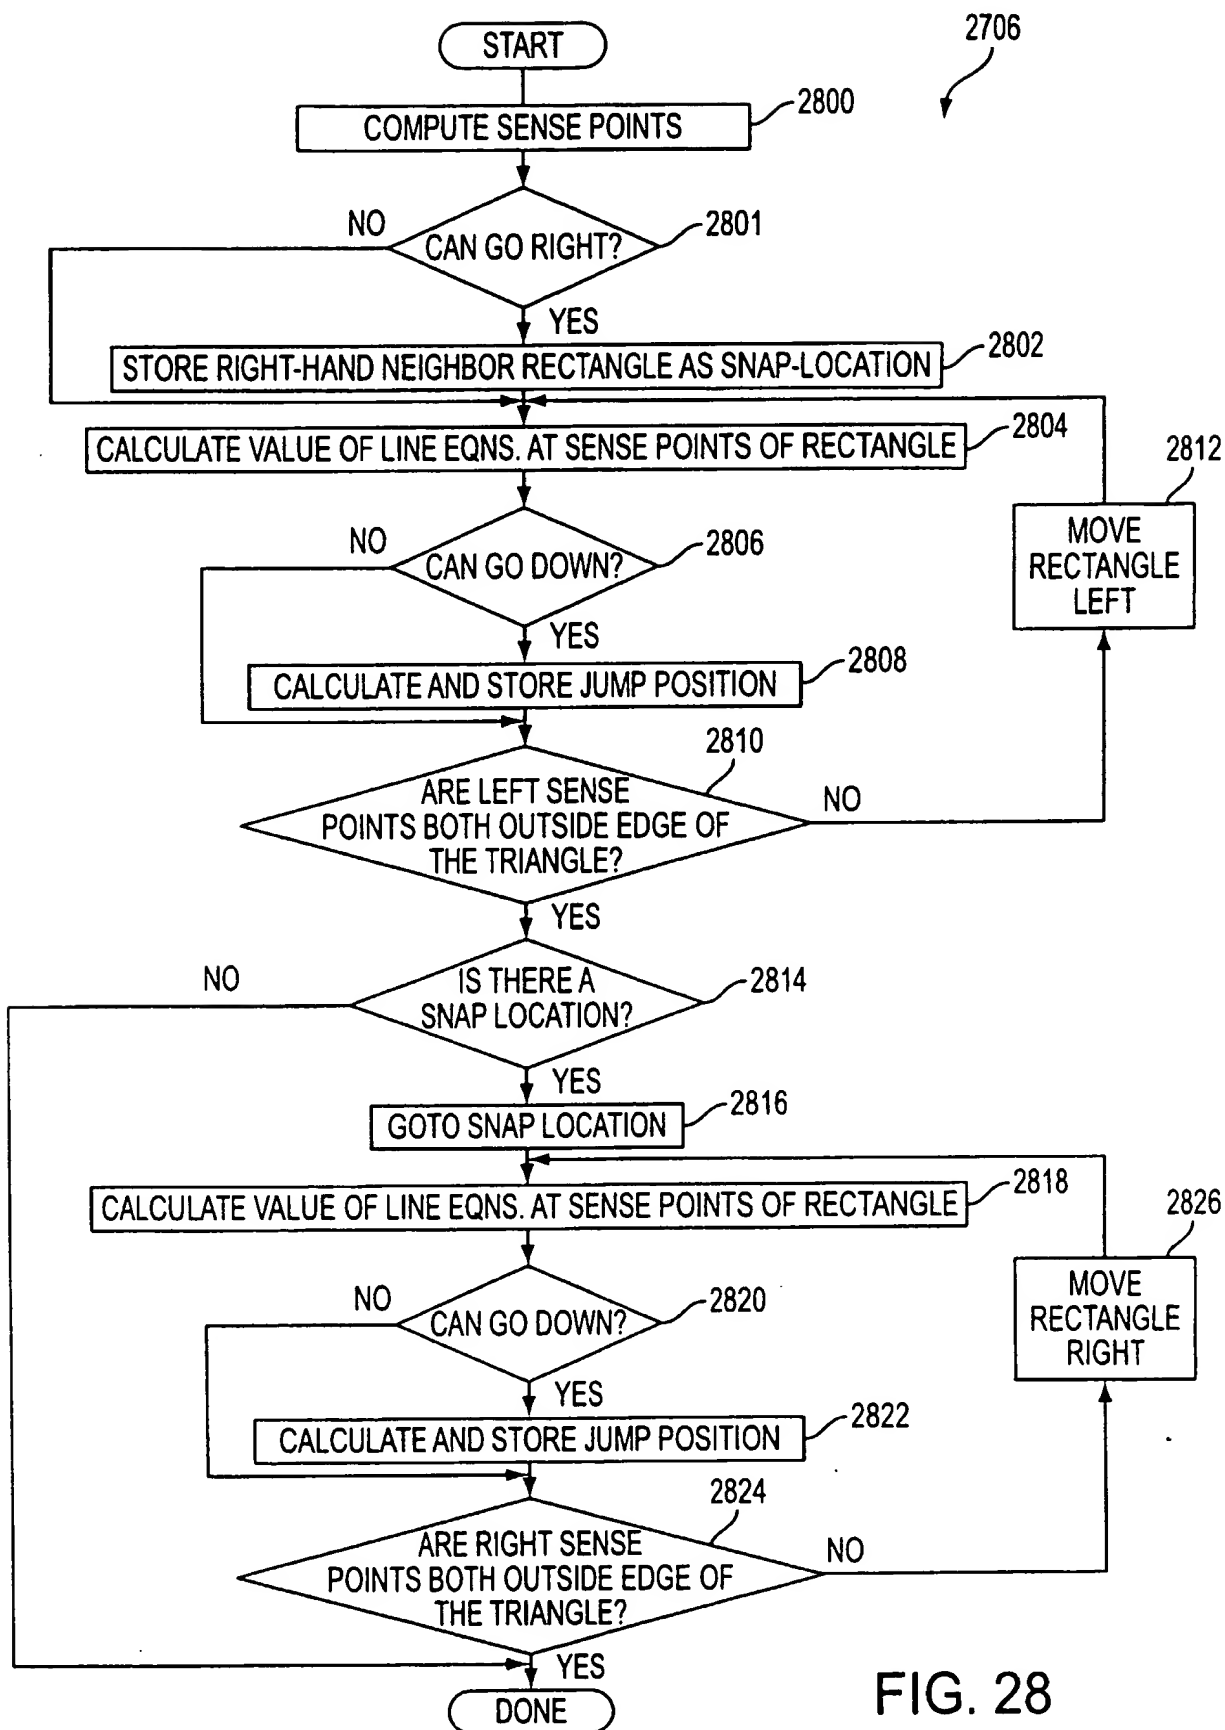 2706
START
2800
COMPUTE SENSE POINTS
NO
2801
CAN GO RIGHT?
YES
2802
STORE RIGHT-HAND NEIGHBOR RECTANGLE AS SNAP-LOCATION
2804
CALCULATE VALUE OF LINE EQNS. AT SENSE POINTS OF RECTANGLE
2812
MOVE
RECTANGLE
LEFT
NO
2806
CAN GO DOWN?
YES
2808
CALCULATE AND STORE JUMP POSITION
2810
ARE LEFT SENSE
POINTS BOTH OUTSIDE EDGE OF
THE TRIANGLE?
NO
YES
NO
IS THERE A
SNAP LOCATION?
2814
YES
2816
GOTO SNAP LOCATION
2818
CALCULATE VALUE OF LINE EQNS. AT SENSE POINTS OF RECTANGLE
2826
MOVE
RECTANGLE
RIGHT
NO
2820
CAN GO DOWN?
YES
2822
CALCULATE AND STORE JUMP POSITION
2824
ARE RIGHT SENSE
POINTS BOTH OUTSIDE EDGE OF
THE TRIANGLE?
NO
YES
DONE
FIG. 28